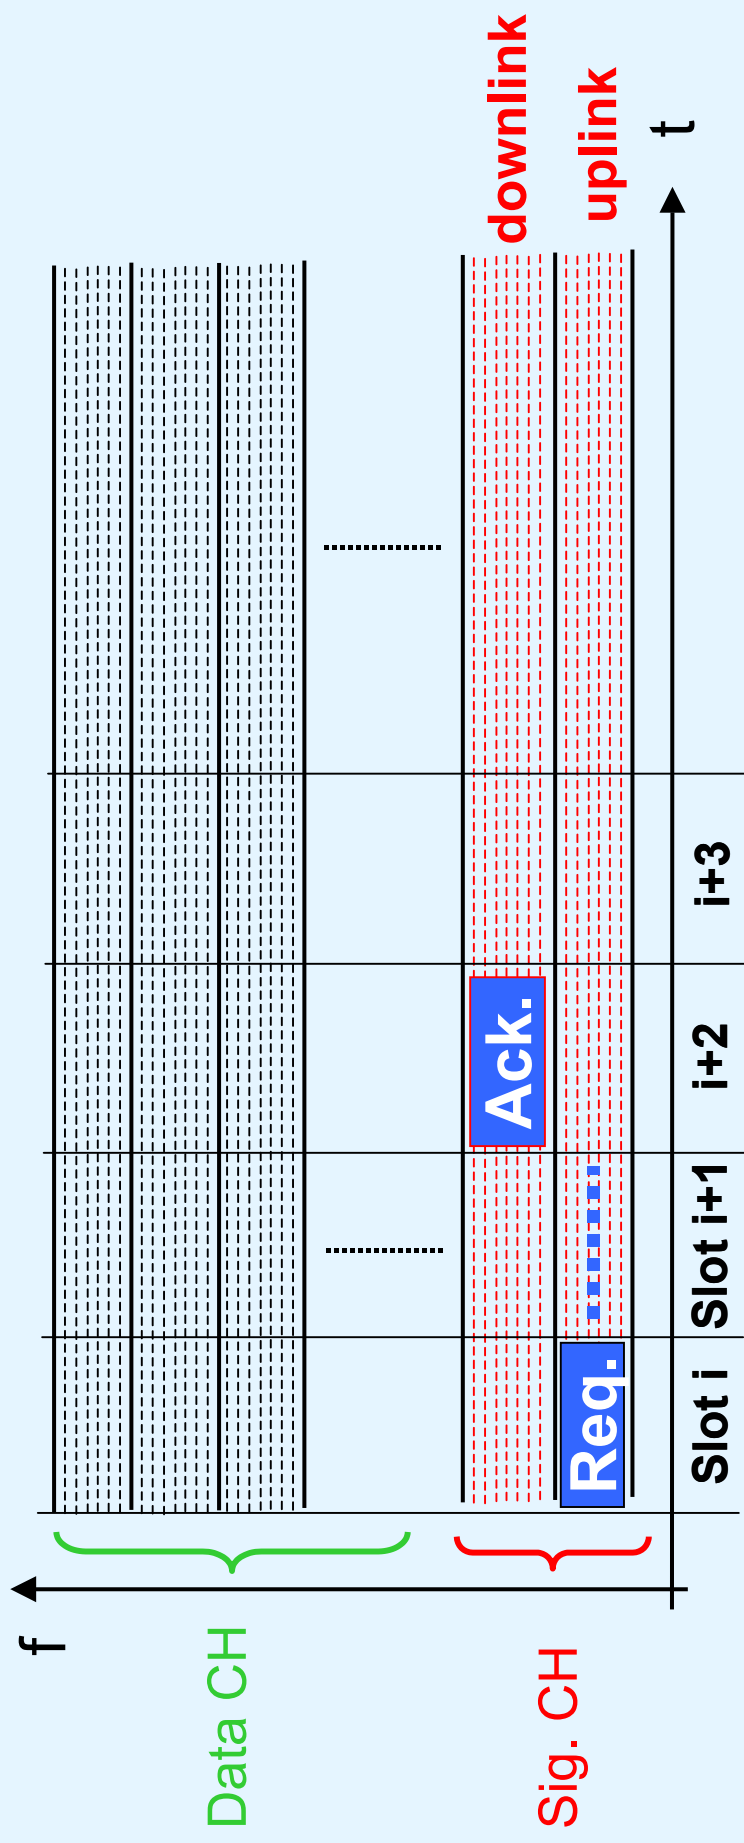 f
Data CH
Sig. CH
downlink
uplink
Ack.
Req.
t
Slot i
Slot i+1
i+2
i+3